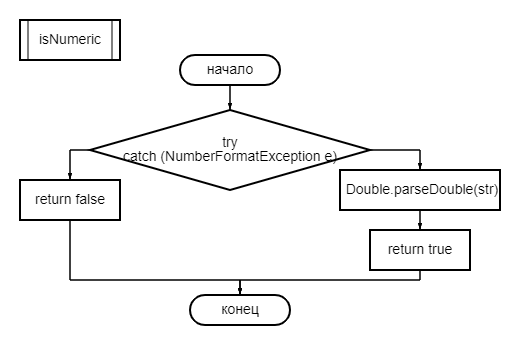 isNumeric
начало
try
catch (NumberFormatException e)
return false
Double.parseDouble(str)
return true
конец